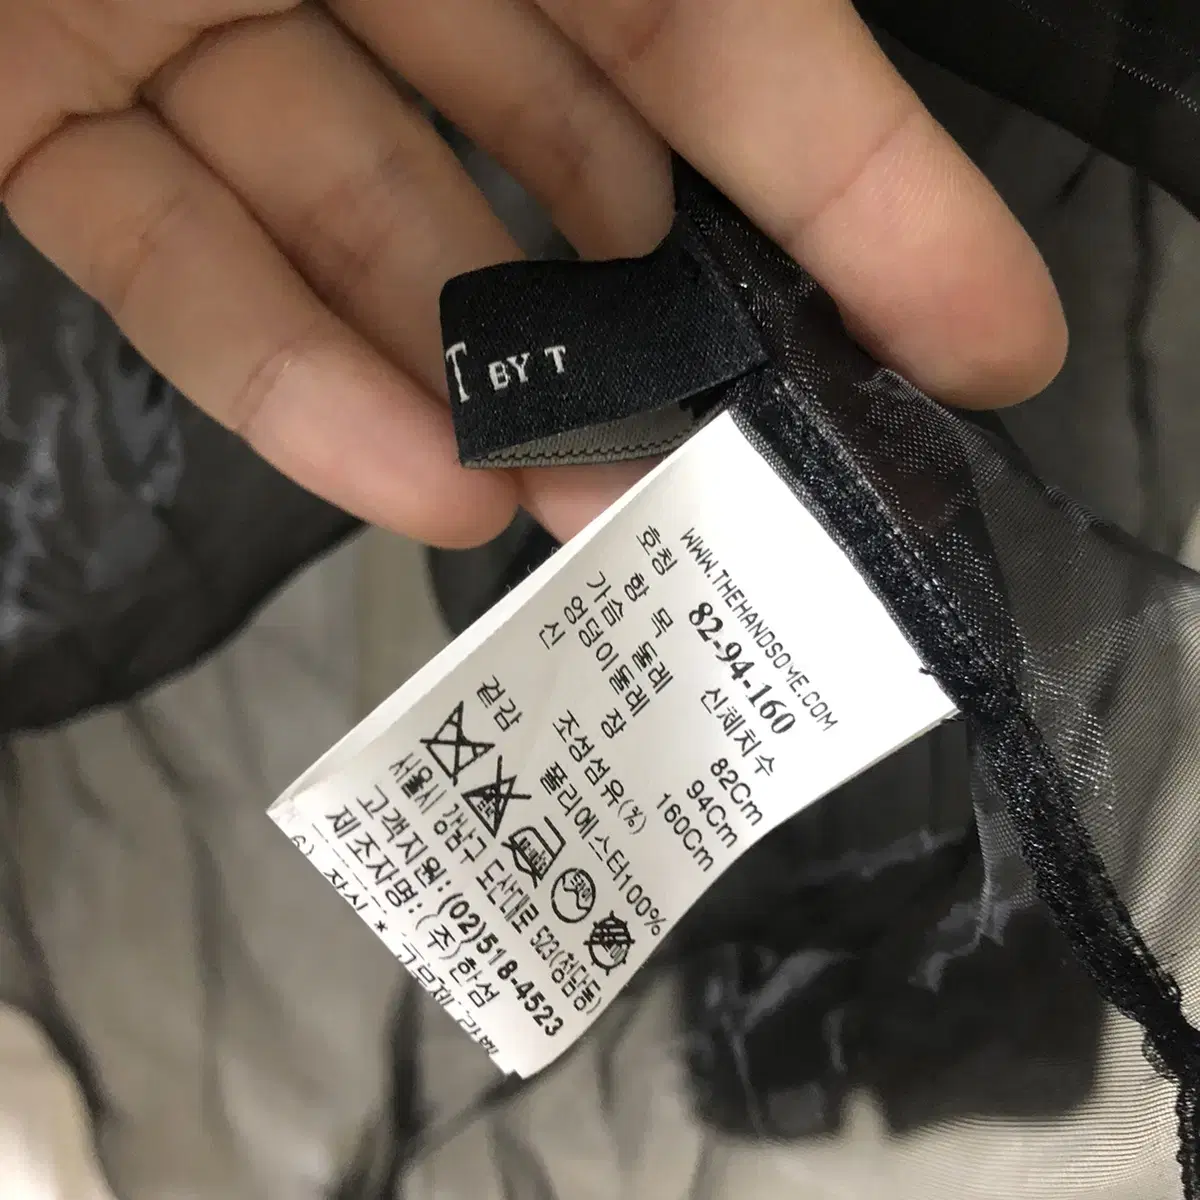 T BY T
WWW.THEHANDSOME.COM
호칭 82-94-160
항 목 신체치수
가슴 둘레 82Cm
엉덩이둘레 94Cm
신 장 160Cm
조성섬유(%)
겉감 폴리에스터100%
서울시 강남구 도산대로 523(청담동)
고객지원:(02)518-4523
제조자명:(주)한섬